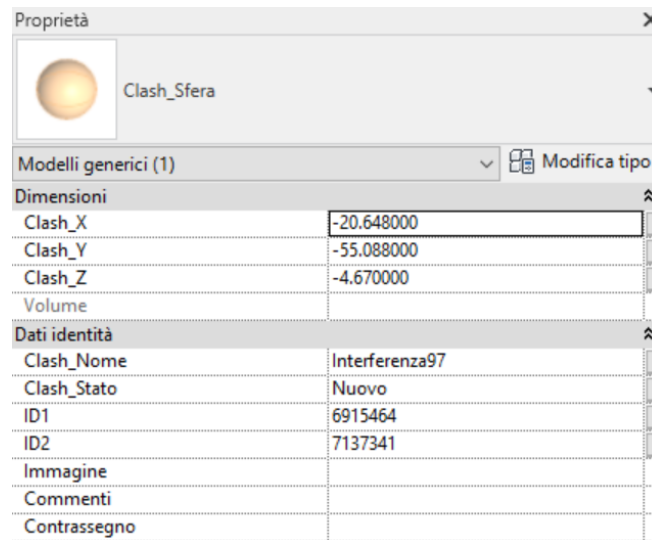 Proprietà
Clash_Sfera
Modelli generici (1) Modifica tipo
Dimensioni
Clash_X -20.648000
Clash_Y -55.088000
Clash_Z -4.670000
Volume
Dati identità
Clash_Nome Interferenza97
Clash_Stato Nuovo
ID1 6915464
ID2 7137341
Immagine
Commenti
Contrassegno